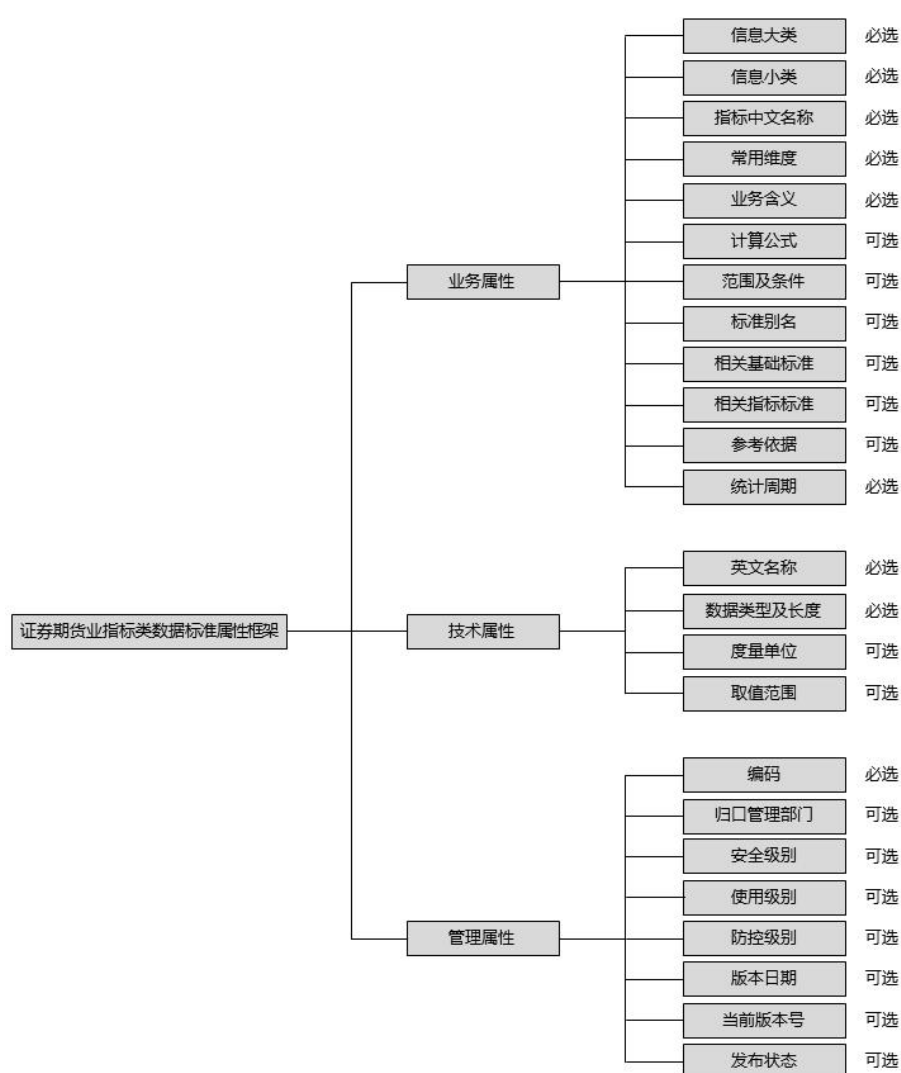 信息大类 必选
信息小类 必选
指标中文名称 必选
常用维度 必选
业务含义 必选
计算公式 可选
业务属性 范围及条件 可选
标准别名 可选
相关基础标准 可选
相关指标标准 可选
参考依据 可选
统计周期 必选
英文名称 必选
数据类型及长度 必选
证券期货业指标类数据标准属性框架 技术属性
度量单位 可选
取值范围 可选
编码 必选
归口管理部门 可选
安全级别 可选
使用级别 可选
管理属性 防控级别 可选
版本日期 可选
当前版本号 可选
发布状态 可选